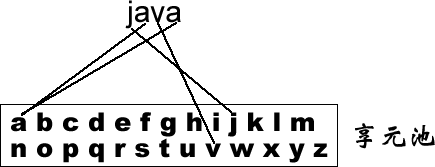 java
a b c d e f g h i j k l m
n o p q r s t u v w x y z
享元池